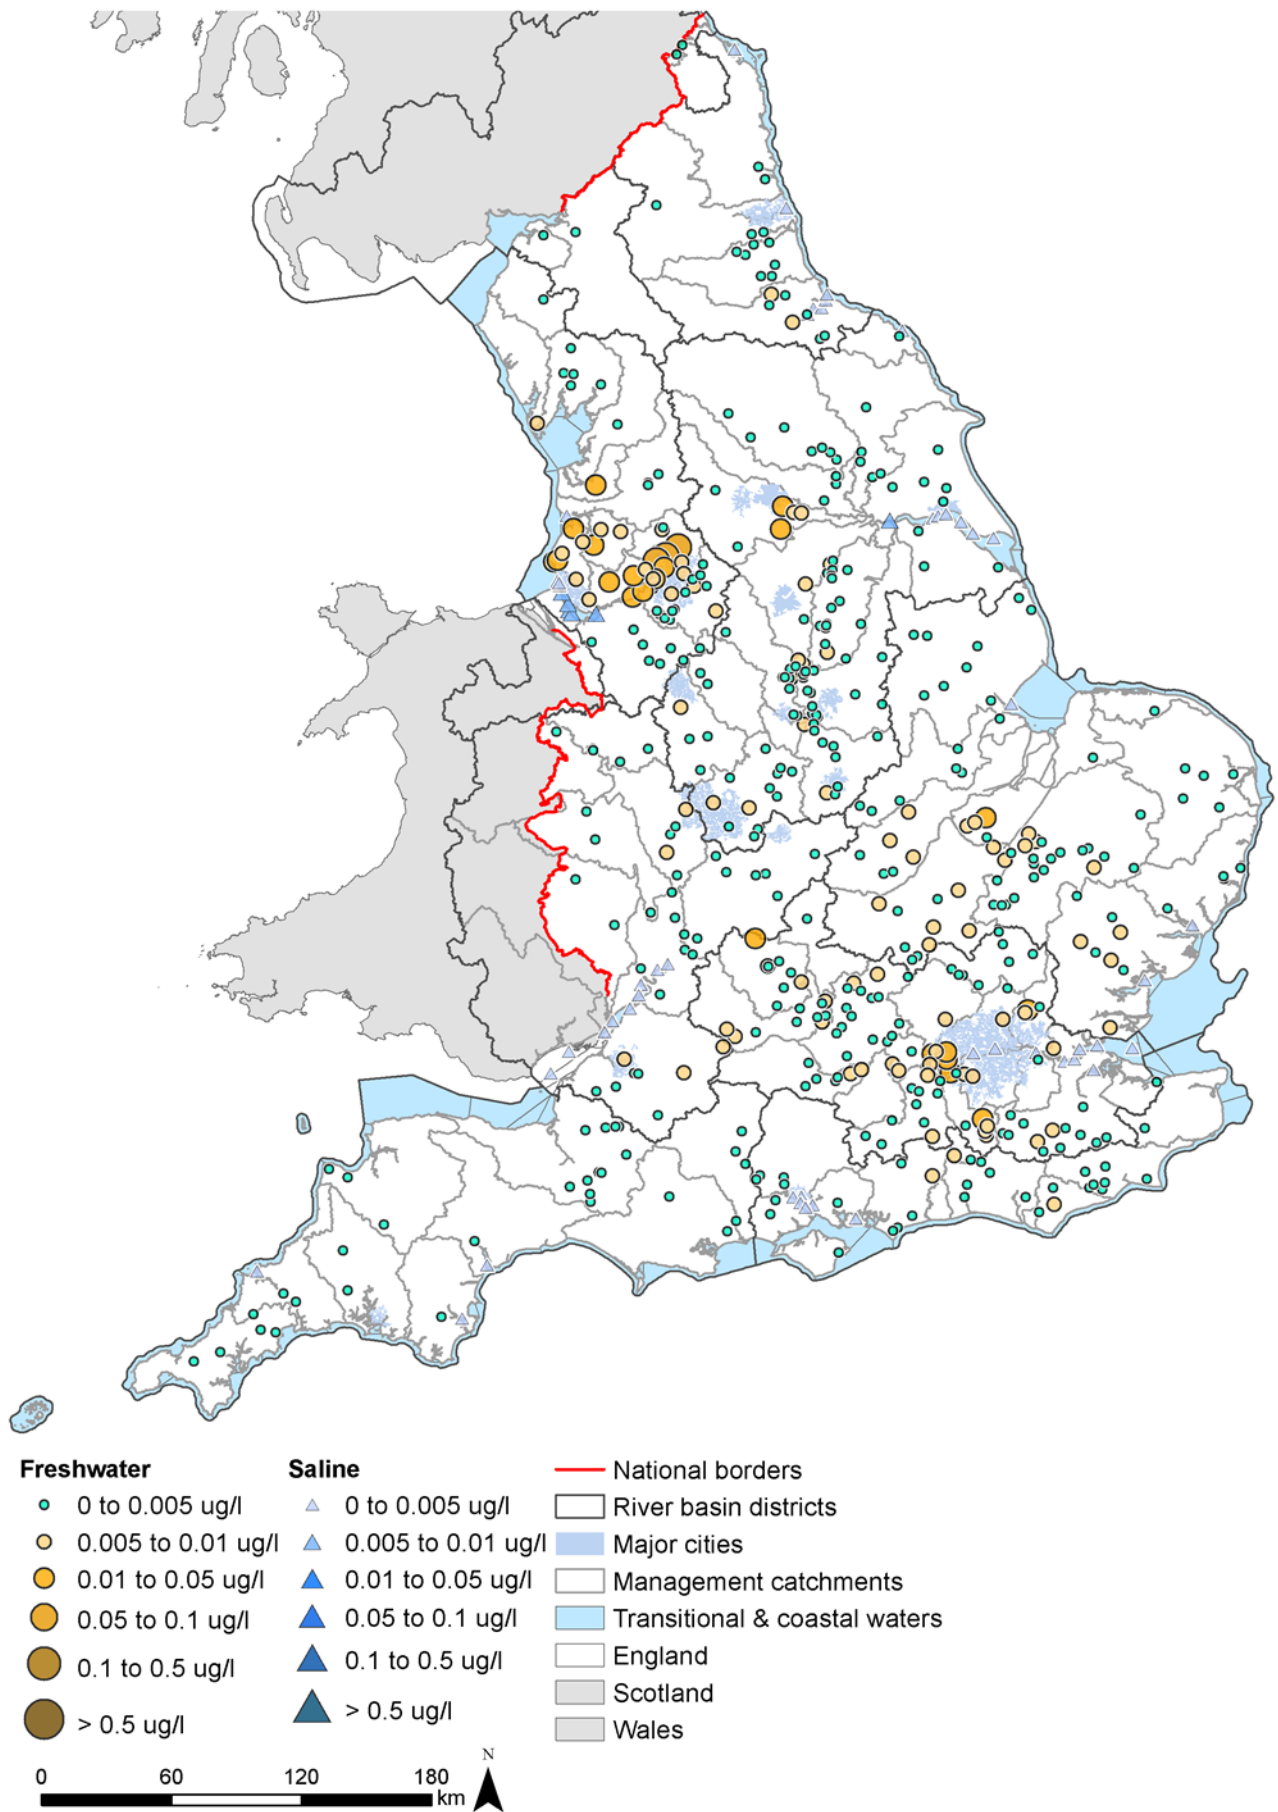 Freshwater
0 to 0.005 ug/l
0.005 to 0.01 ug/l
0.01 to 0.05 ug/l
0.05 to 0.1 ug/l
0.1 to 0.5 ug/l
> 0.5 ug/l
Saline
0 to 0.005 ug/l
0.005 to 0.01 ug/l
0.01 to 0.05 ug/l
0.05 to 0.1 ug/l
0.1 to 0.5 ug/l
> 0.5 ug/l
National borders
River basin districts
Major cities
Management catchments
Transitional & coastal waters
England
Scotland
Wales
0 60 120 180
km
N